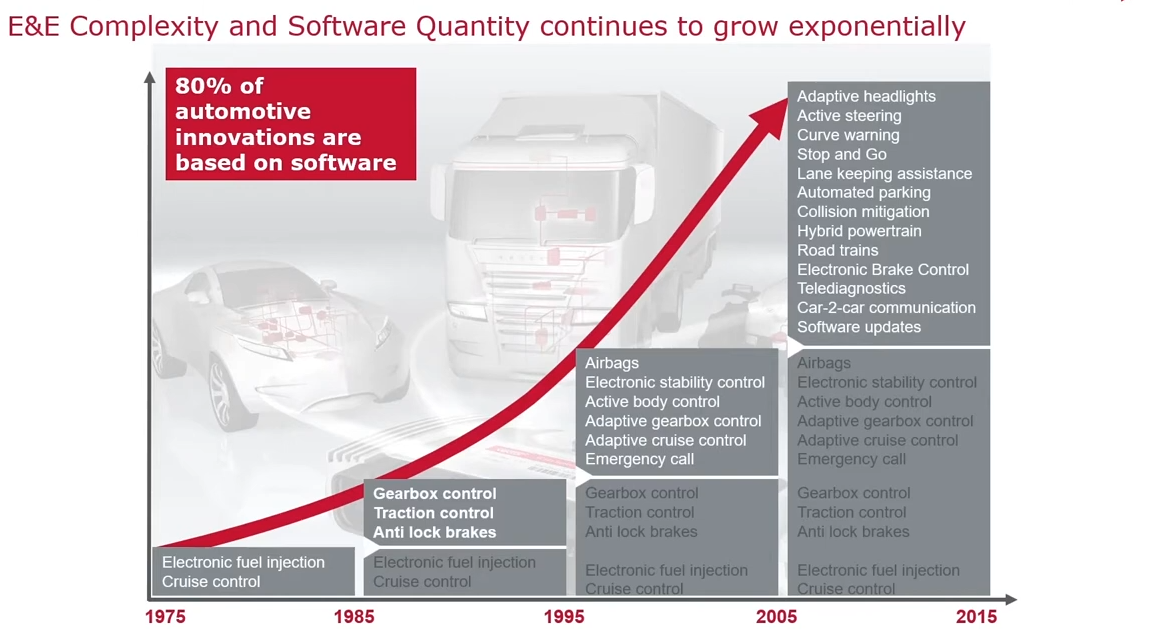 E&E Complexity and Software Quantity continues to grow exponentially
80% of
automotive
innovations are
based on software
Adaptive headlights
Active steering
Curve warning
Stop and Go
Lane keeping assistance
Automated parking
Collision mitigation
Hybrid powertrain
Road trains
Electronic Brake Control
Telediagnostics
Car-2-car communication
Software updates
Airbags
Electronic stability control
Active body control
Adaptive gearbox control
Adaptive cruise control
Emergency call
Airbags
Electronic stability control
Active body control
Adaptive gearbox control
Adaptive cruise control
Emergency call
Gearbox control
Traction control
Anti lock brakes
Gearbox control
Traction control
Anti lock brakes
Gearbox control
Traction control
Anti lock brakes
Electronic fuel injection
Cruise control
Electronic fuel injection
Cruise control
Electronic fuel injection
Cruise control
Electronic fuel injection
Cruise control
1975 1985 1995 2005 2015